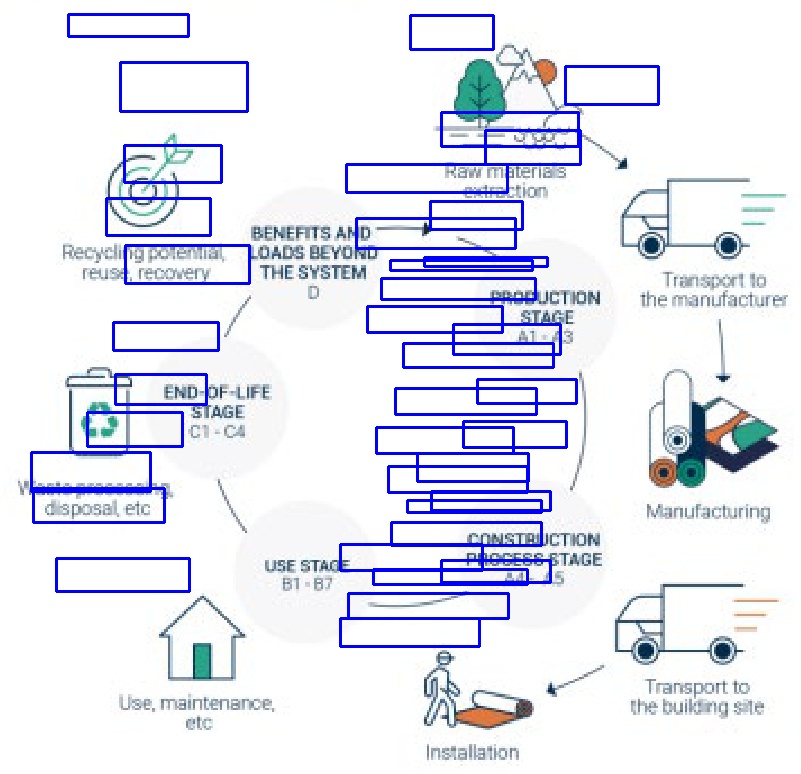 Raw materials
extraction
Transport to
the manufacturer
Manufacturing
Transport to
the building site
Installation
Use, maintenance,
etc
Waste processing,
disposal, etc
Recycling potential,
reuse, recovery
BENEFITS AND
LOADS BEYOND
THE SYSTEM
D
PRODUCTION
STAGE
A1 - A3
CONSTRUCTION
PROCESS STAGE
A4 - A5
USE STAGE
B1 - B7
END-OF-LIFE
STAGE
C1 - C4